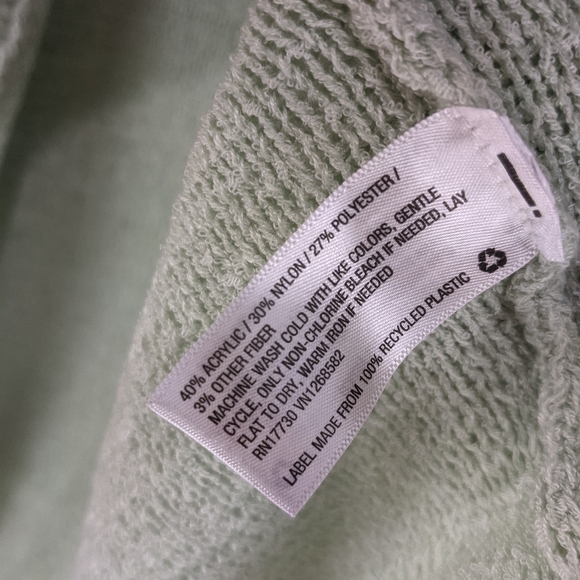 40% ACRYLIC / 30% NYLON / 27% POLYESTER /
3% OTHER FIBER
MACHINE WASH COLD WITH LIKE COLORS, GENTLE
CYCLE, ONLY NON-CHLORINE BLEACH IF NEEDED, LAY
FLAT TO DRY, WARM IRON IF NEEDED
RN17730 VN1268582
LABEL MADE FROM 100% RECYCLED PLASTIC